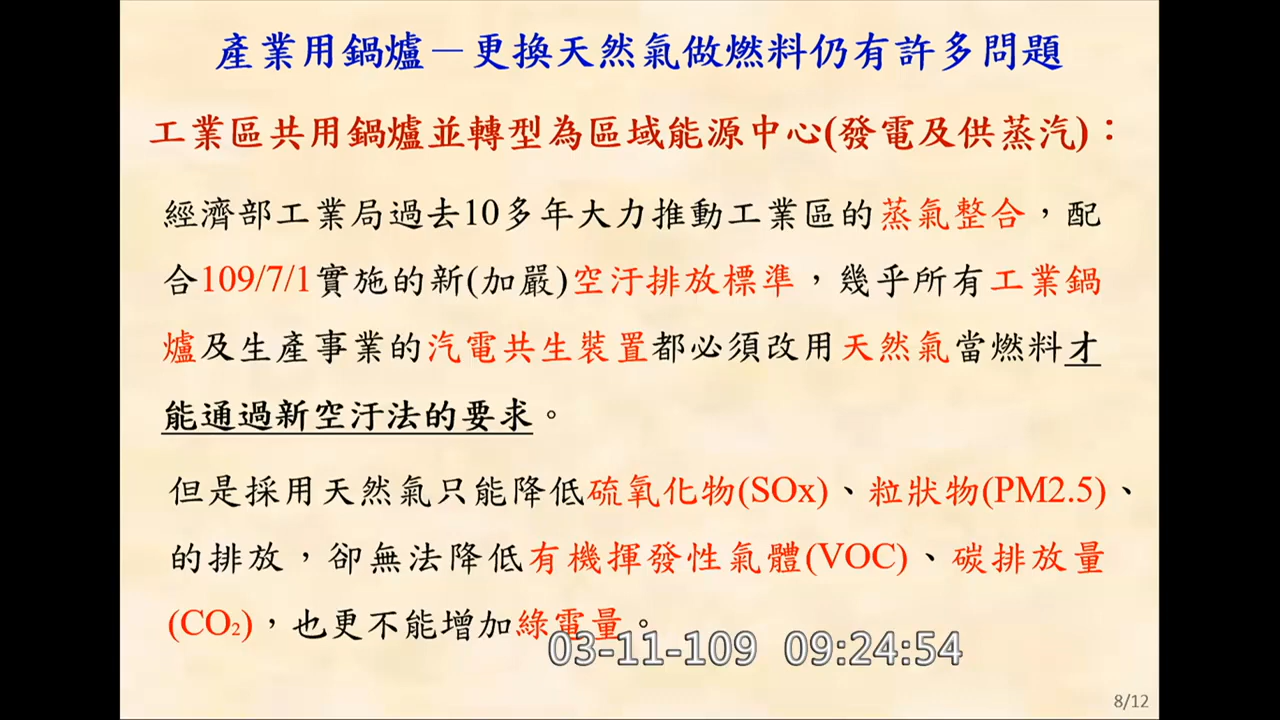 產業用鍋爐－更換天然氣做燃料仍有許多問題
工業區共用鍋爐並轉型為區域能源中心(發電及供蒸汽)：
經濟部工業局過去10多年大力推動工業區的蒸氣整合，配
合109/7/1實施的新(加嚴)空汙排放標準，幾乎所有工業鍋
爐及生產事業的汽電共生裝置都必須改用天然氣當燃料才
能通過新空汙法的要求。
但是採用天然氣只能降低硫氧化物(SOx)、粒狀物(PM2.5)、
的排放，卻無法降低有機揮發性氣體(VOC)、碳排放量
(CO₂)，也更不能增加綠電量。
03-11-109 09:24:54
8/12